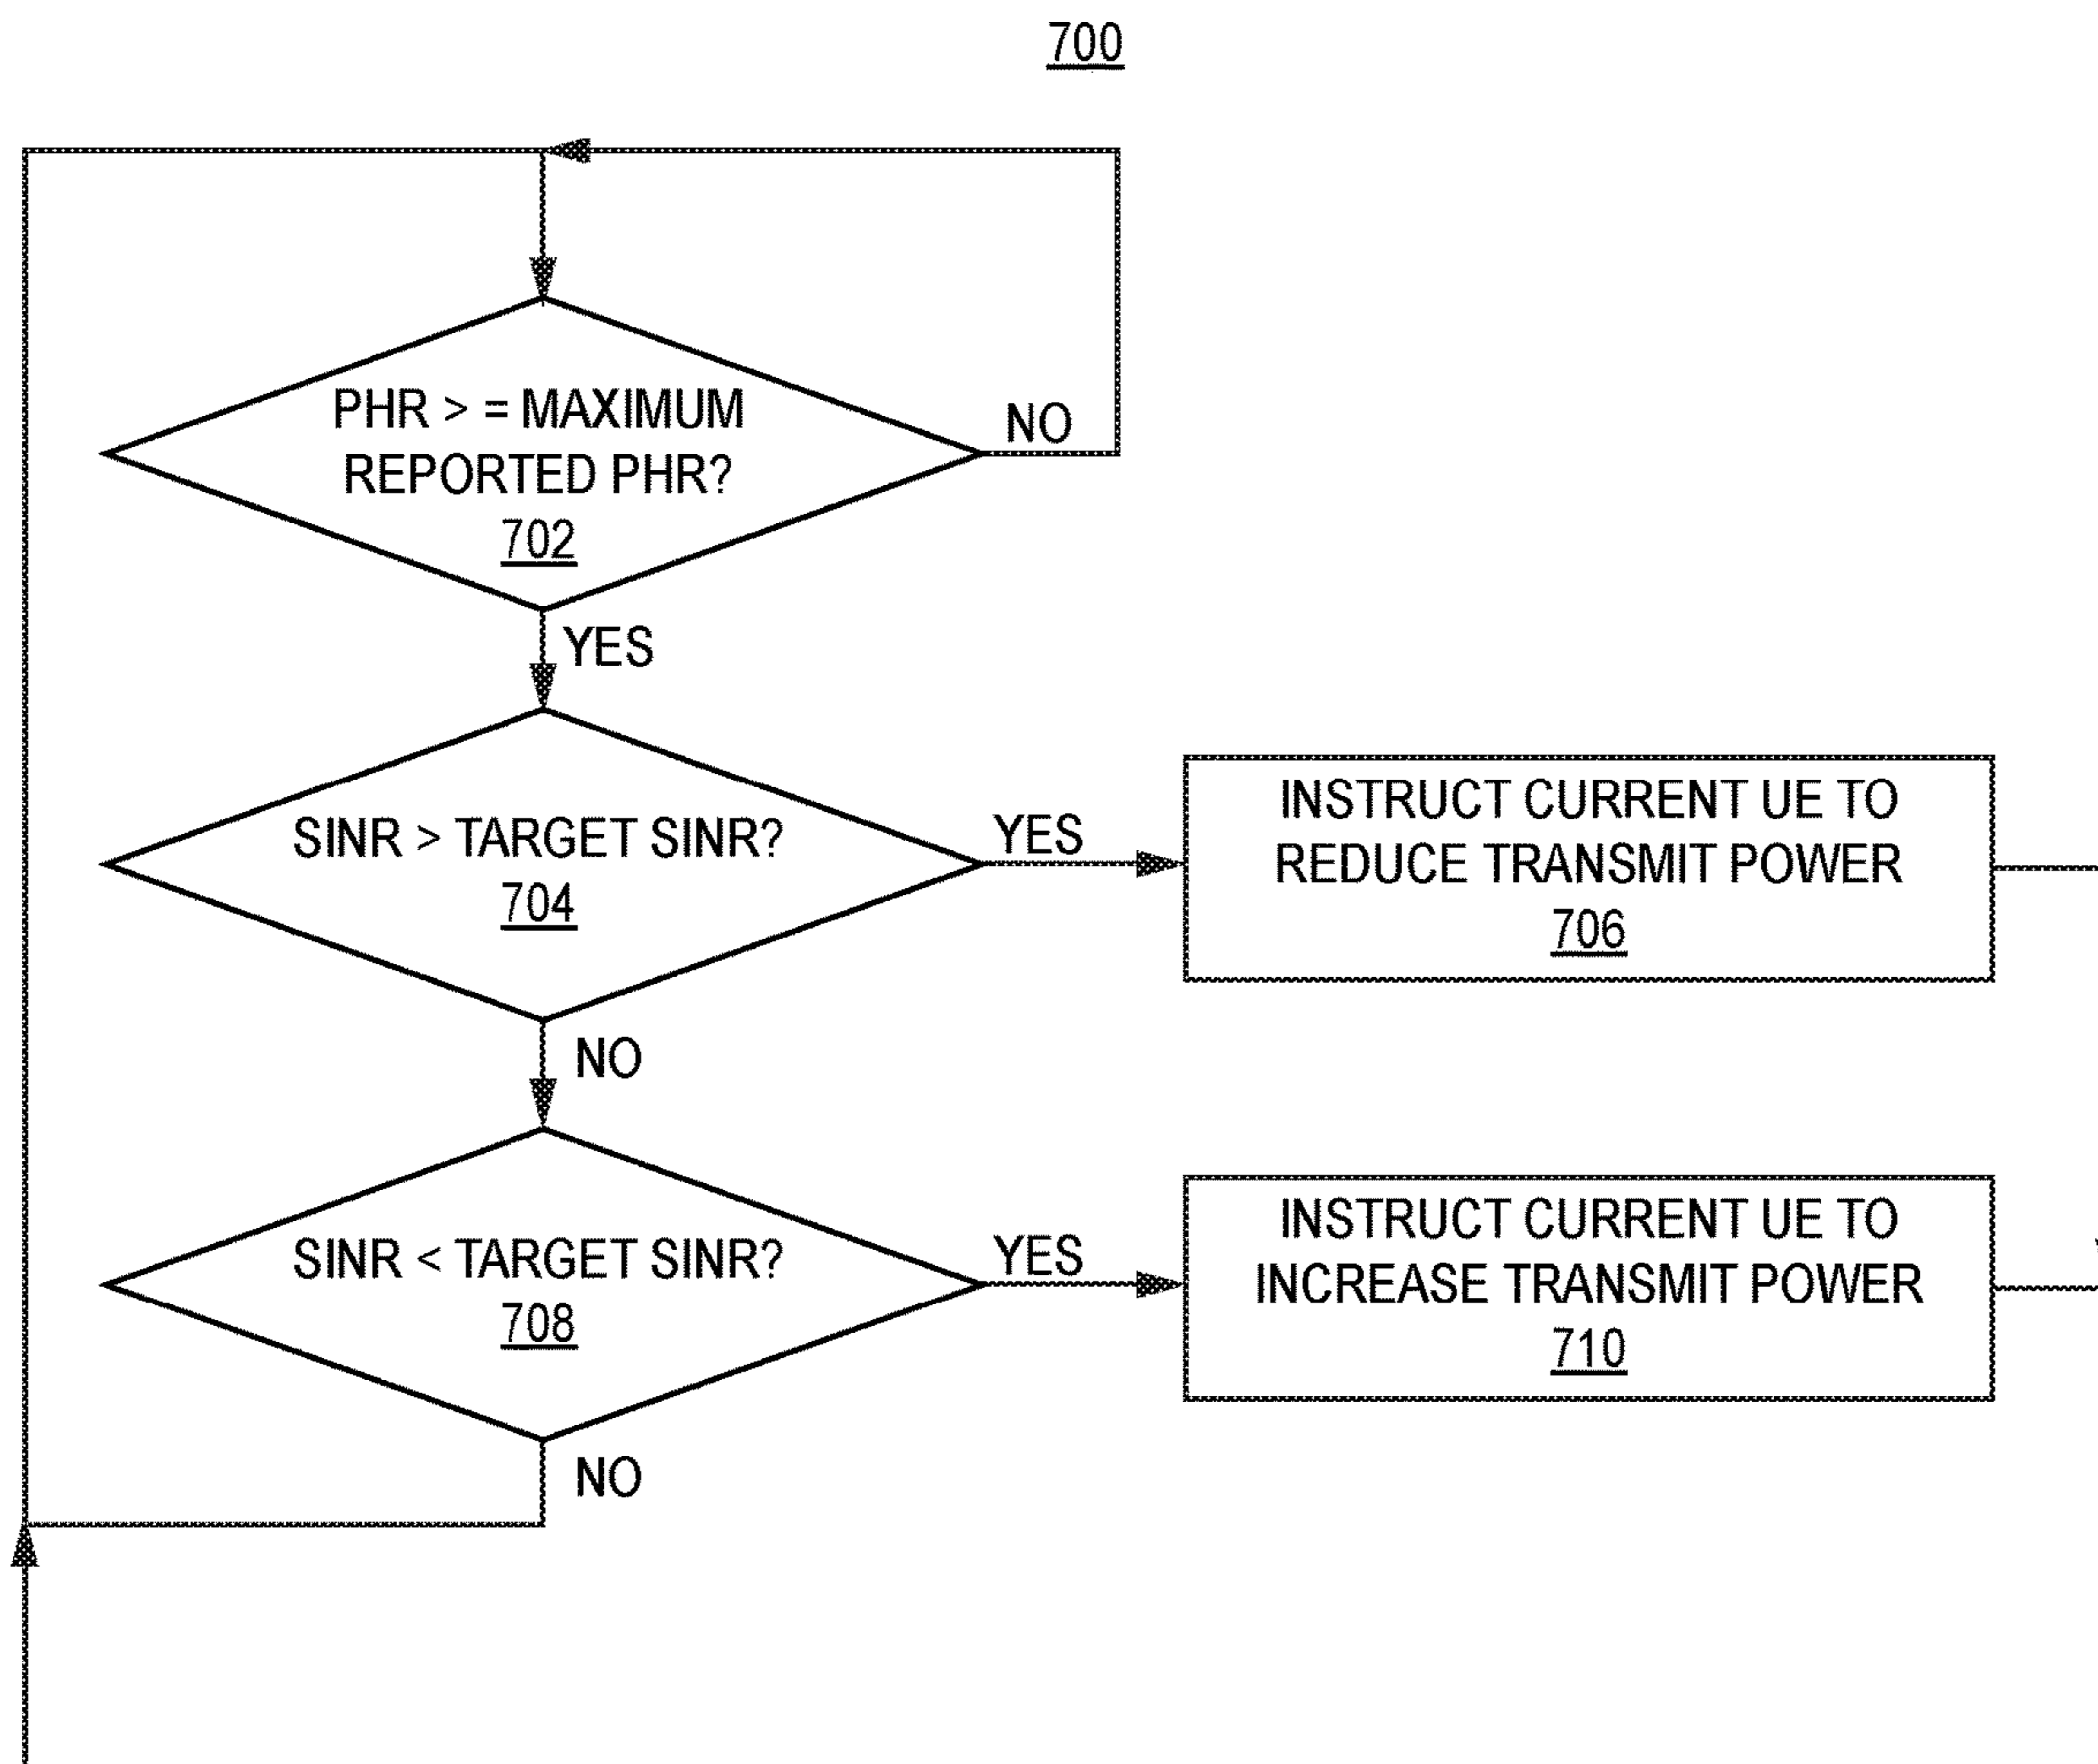 700
PHR > = MAXIMUM
REPORTED PHR?
702
NO
YES
SINR > TARGET SINR?
704
YES
INSTRUCT CURRENT UE TO
REDUCE TRANSMIT POWER
706
NO
SINR < TARGET SINR?
708
YES
INSTRUCT CURRENT UE TO
INCREASE TRANSMIT POWER
710
NO